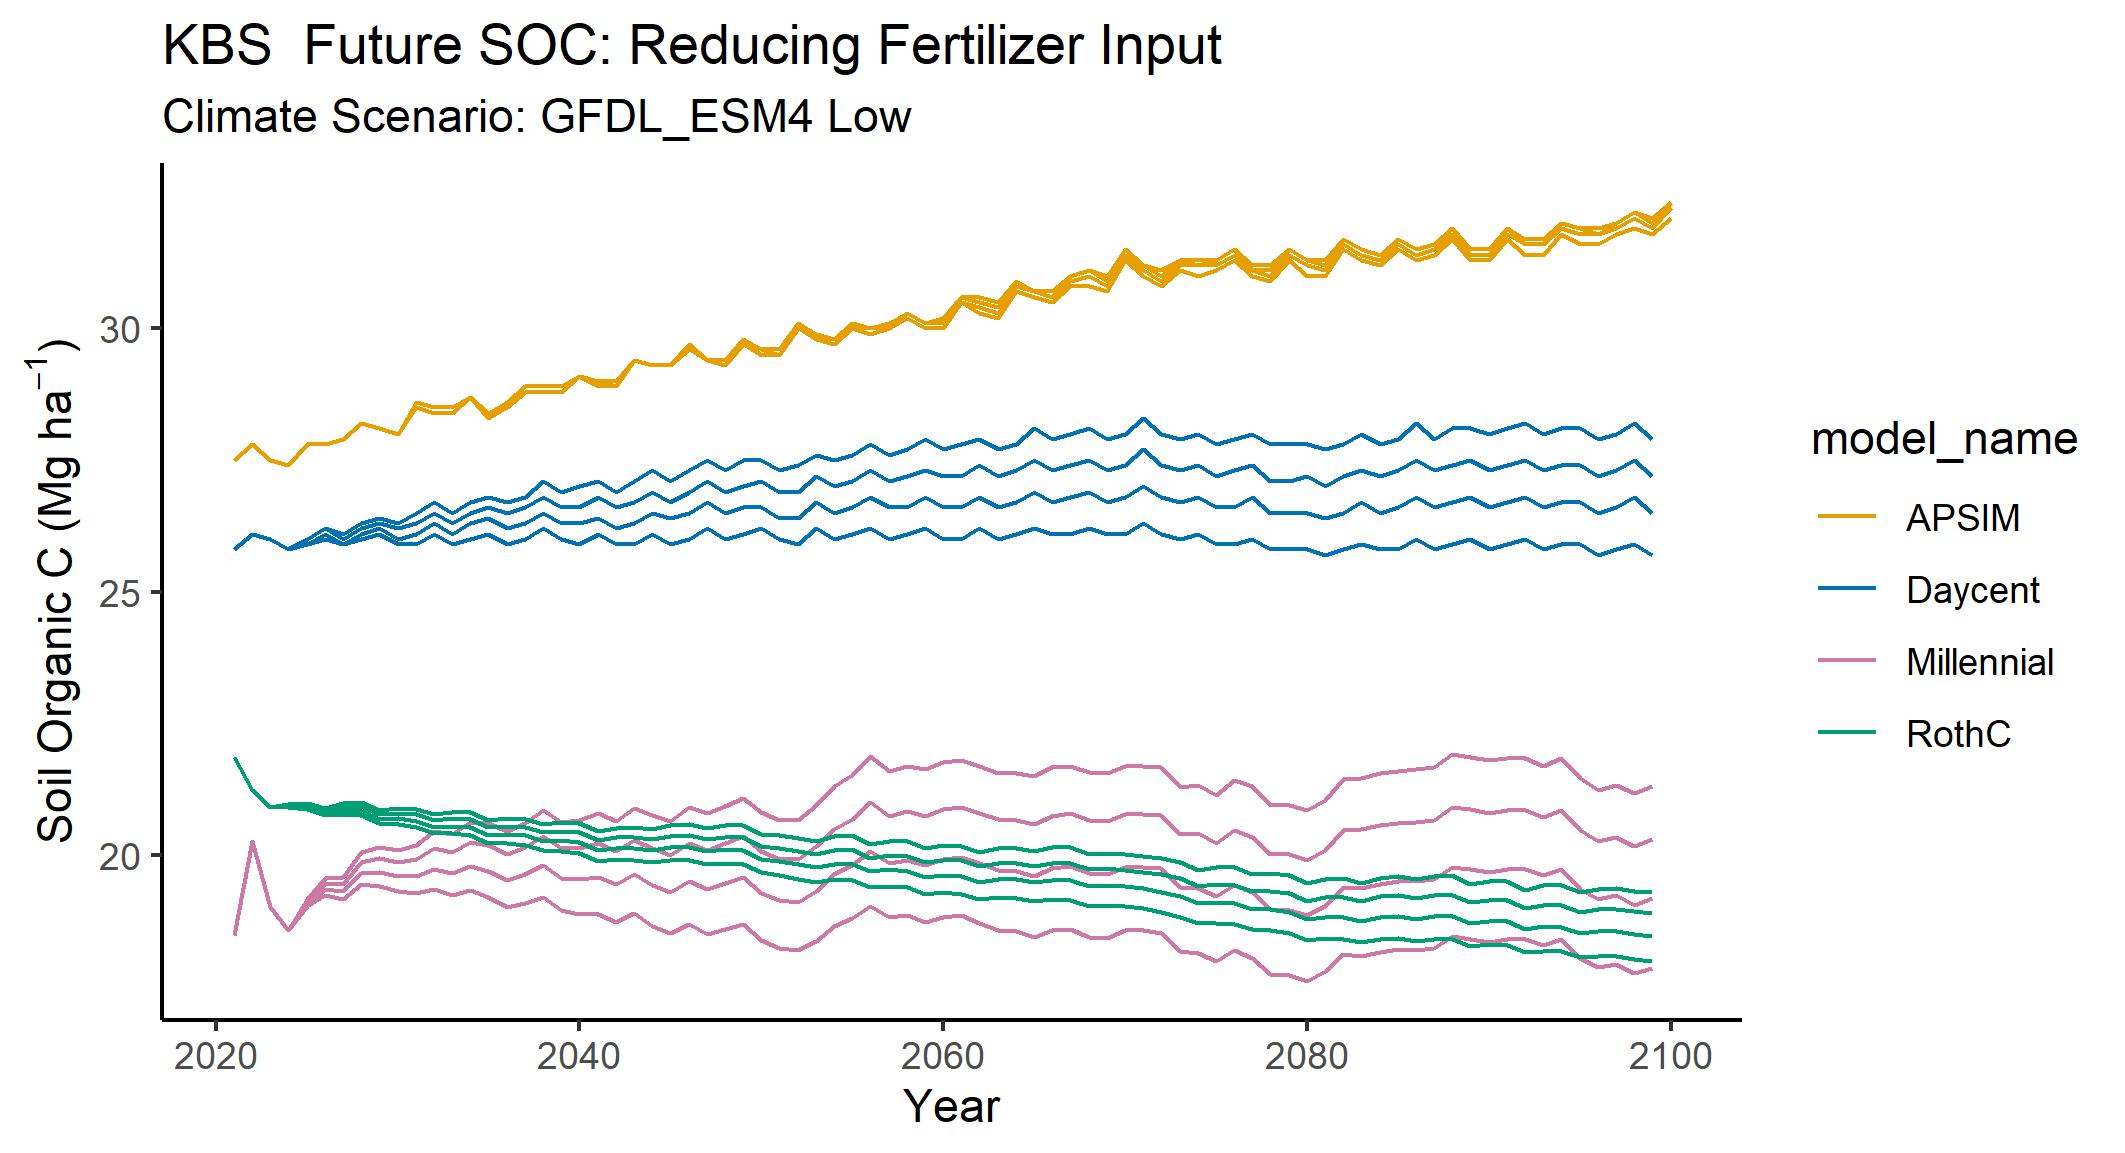 KBS  Future SOC: Reducing Fertilizer Input
Climate Scenario: GFDL_ESM4 Low
Soil Organic C (Mg ha⁻¹)
30
25
20
2020
2040
2060
2080
2100
Year
model_name
APSIM
Daycent
Millennial
RothC